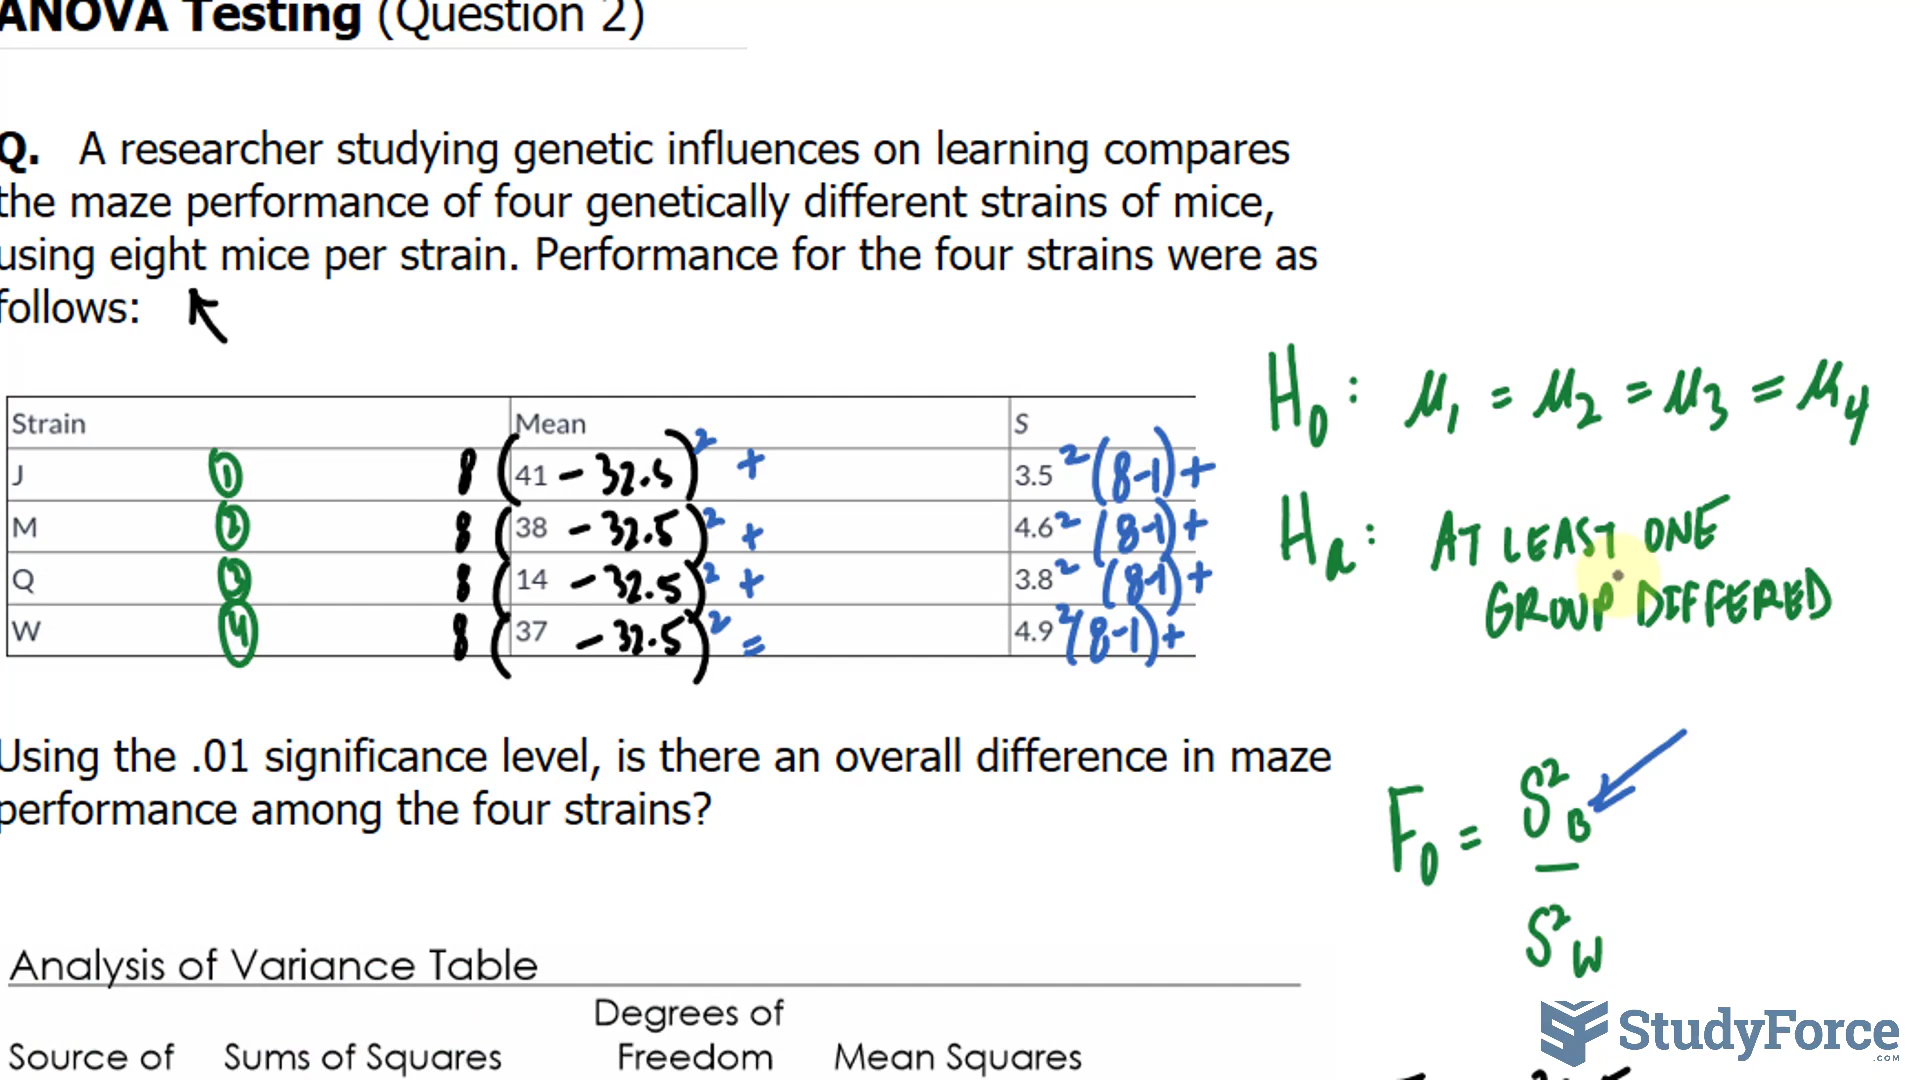 ANOVA Testing (Question 2)
Q. A researcher studying genetic influences on learning compares
the maze performance of four genetically different strains of mice,
using eight mice per strain. Performance for the four strains were as
follows:
Strain Mean S
J 1 8 (41 - 32.5)² + 3.5²(8-1)+
M 2 8 (38 - 32.5)² + 4.6²(8-1)+
Q 3 8 (14 - 32.5)² + 3.8²(8-1)+
W 4 8 (37 - 32.5)² = 4.9²(8-1)+
H₀: μ₁ = μ₂ = μ₃ = μ₄
Hₐ: AT LEAST ONE
GROUP DIFFERED
Using the .01 significance level, is there an overall difference in maze
performance among the four strains?
F₀ = S²B
S²W
Analysis of Variance Table
Degrees of
Source of Sums of Squares Freedom Mean Squares
StudyForce
.COM